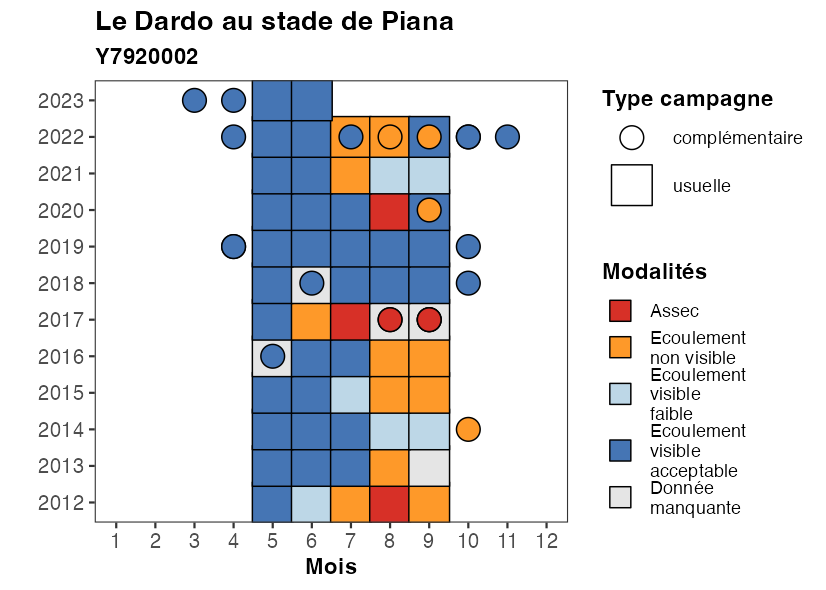 Le Dardo au stade de Piana
Y7920002
2023
2022
2021
2020
2019
2018
2017
2016
2015
2014
2013
2012
1 2 3 4 5 6 7 8 9 10 11 12
Mois
Type campagne
complémentaire
usuelle
Modalités
Assec
Ecoulement
non visible
Ecoulement
visible
faible
Ecoulement
visible
acceptable
Donnée
manquante